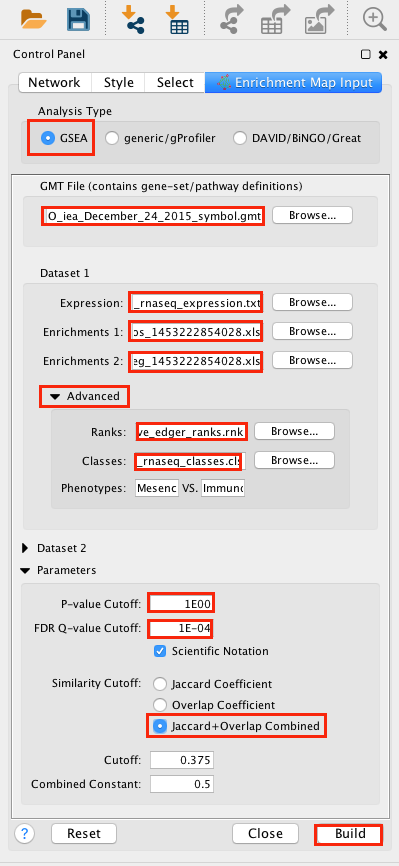 Control Panel
Network Style Select Enrichment Map Input
Analysis Type
GSEA generic/gProfiler DAVID/BiNGO/Great
GMT File (contains gene-set/pathway definitions)
O_iea_December_24_2015_symbol.gmt Browse...
Dataset 1
Expression: _rnaseq_expression.txt Browse...
Enrichments 1: os_1453222854028.xls Browse...
Enrichments 2: eg_1453222854028.xls Browse...
Advanced
Ranks: ve_edger_ranks.rnk Browse...
Classes: _rnaseq_classes.cls Browse...
Phenotypes: Mesenc VS. Immuno
Dataset 2
Parameters
P-value Cutoff: 1E00
FDR Q-value Cutoff: 1E-04
Scientific Notation
Similarity Cutoff: Jaccard Coefficient
Overlap Coefficient
Jaccard+Overlap Combined
Cutoff: 0.375
Combined Constant: 0.5
? Reset Close Build